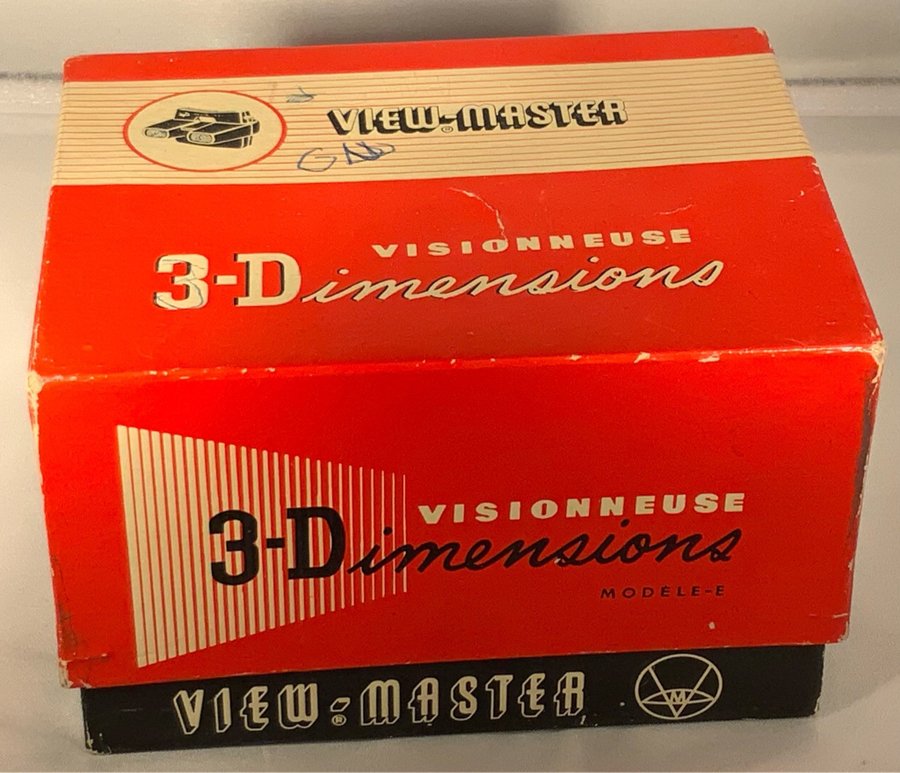 VIEW-MASTER
®
VISIONNEUSE
3-Dimensions
VISIONNEUSE
3-Dimensions
MODÈLE-E
VIEW-MASTER
®
M